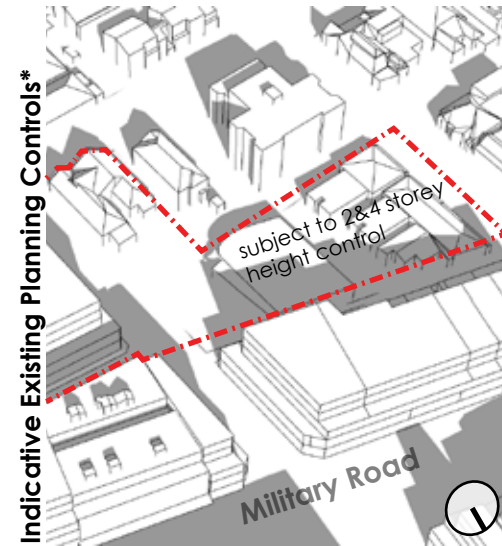 Indicative Existing Planning Controls*
subject to 2&4 storey
height control
Military Road